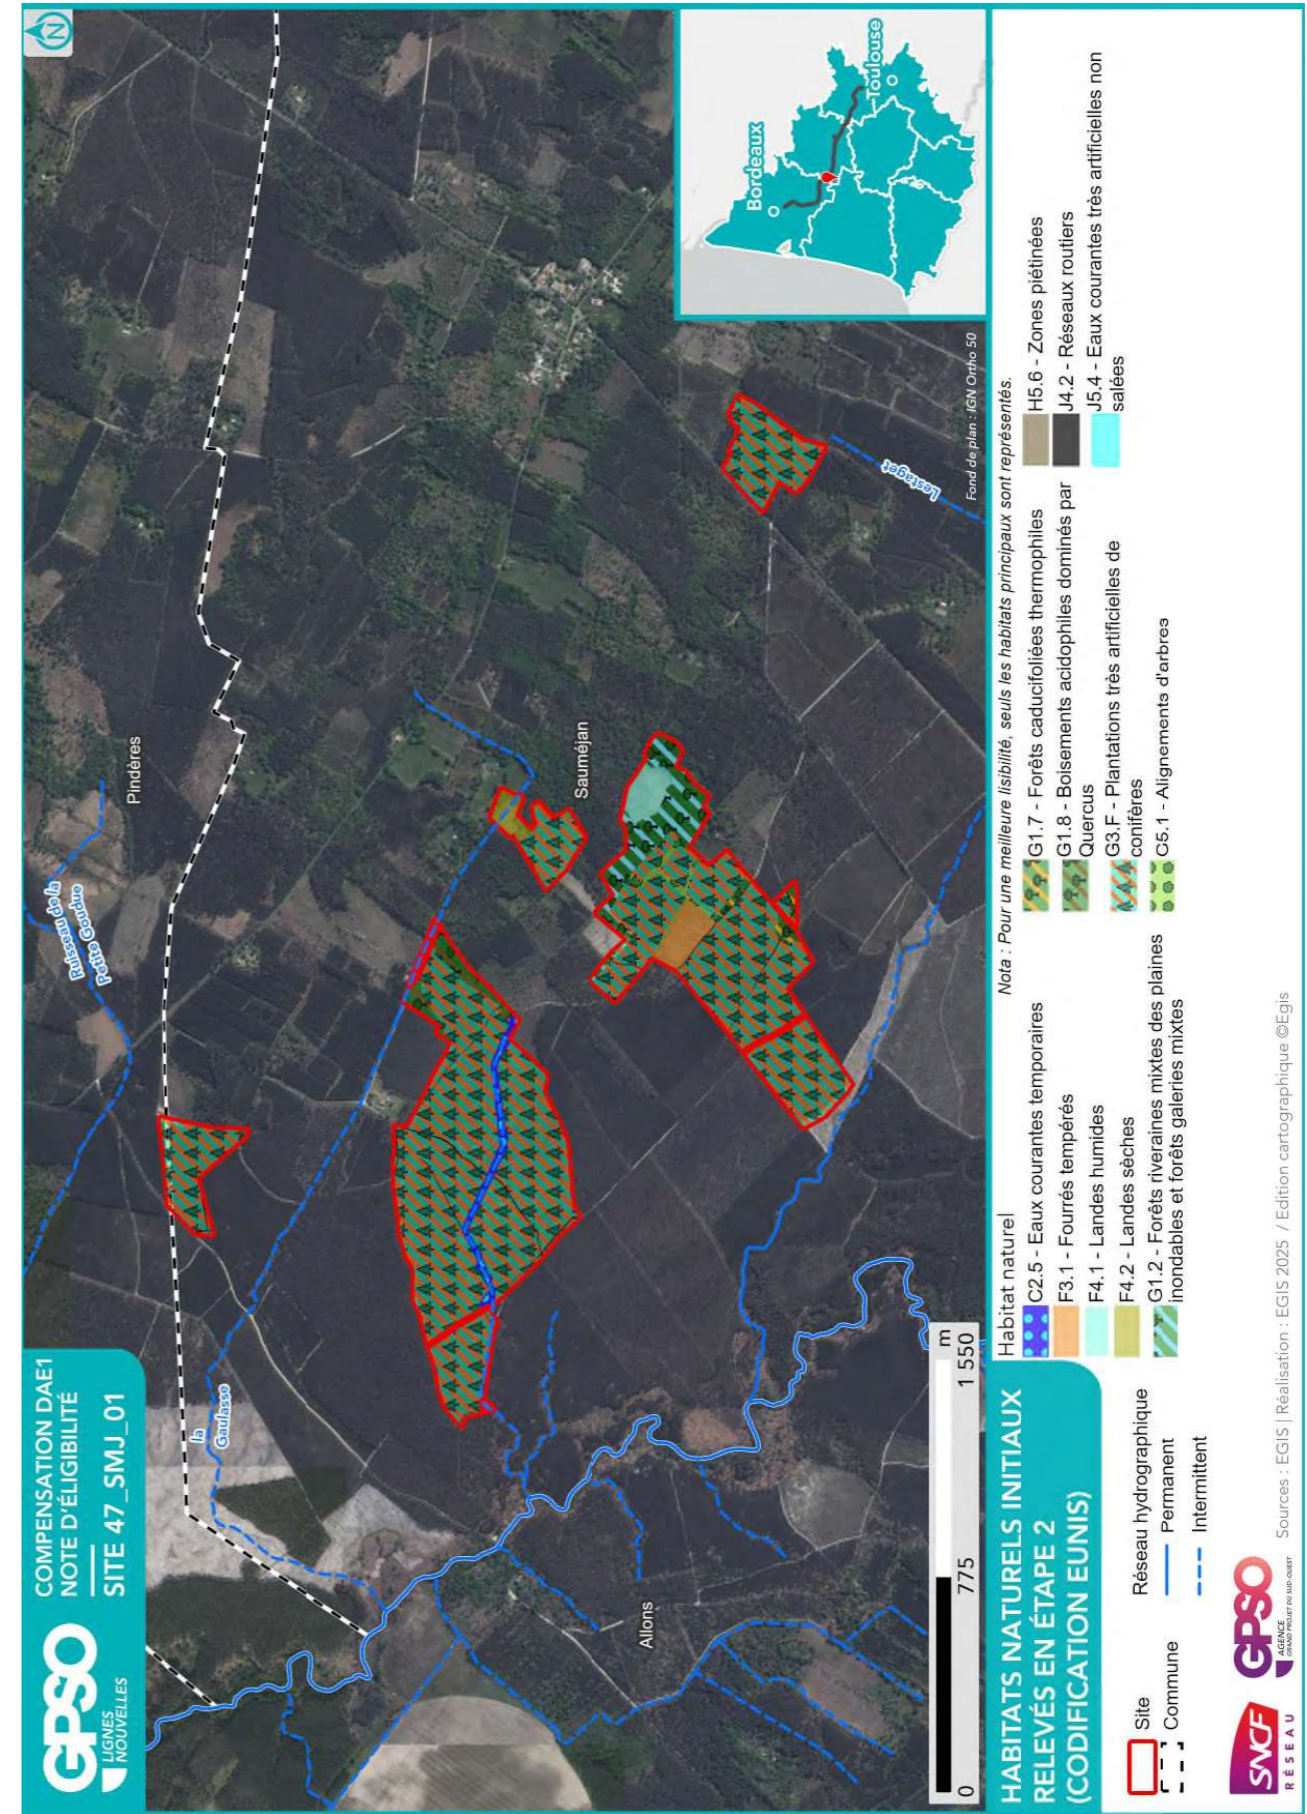 GPSO
LIGNES
NOUVELLES
COMPENSATION DAE1
NOTE D'ÉLIGIBILITÉ
SITE 47_SMJ_01
N
Ruisseau de la
Petite Goudue
Pindères
la
Gaulasse
Sauméjan
Allons
Lestaget
Bordeaux
Toulouse
0
775
1 550
m
Fond de plan : IGN Ortho 50
HABITATS NATURELS INITIAUX
RELEVÉS EN ÉTAPE 2
(CODIFICATION EUNIS)
Nota : Pour une meilleure lisibilité, seuls les habitats principaux sont représentés.
Site
Commune
Réseau hydrographique
Permanent
Intermittent
Habitat naturel
C2.5 - Eaux courantes temporaires
F3.1 - Fourrés tempérés
F4.1 - Landes humides
F4.2 - Landes sèches
G1.2 - Forêts riveraines mixtes des plaines
inondables et forêts galeries mixtes
G1.7 - Forêts caducifoliées thermophiles
G1.8 - Boisements acidophiles dominés par
Quercus
G3.F - Plantations très artificielles de
conifères
G5.1 - Alignements d'arbres
H5.6 - Zones piétinées
J4.2 - Réseaux routiers
J5.4 - Eaux courantes très artificielles non
salées
SNCF
RÉSEAU
GPSO
AGENCE
GRAND PROJET DU SUD-OUEST
Sources : EGIS | Réalisation : EGIS 2025 / Edition cartographique ©Egis